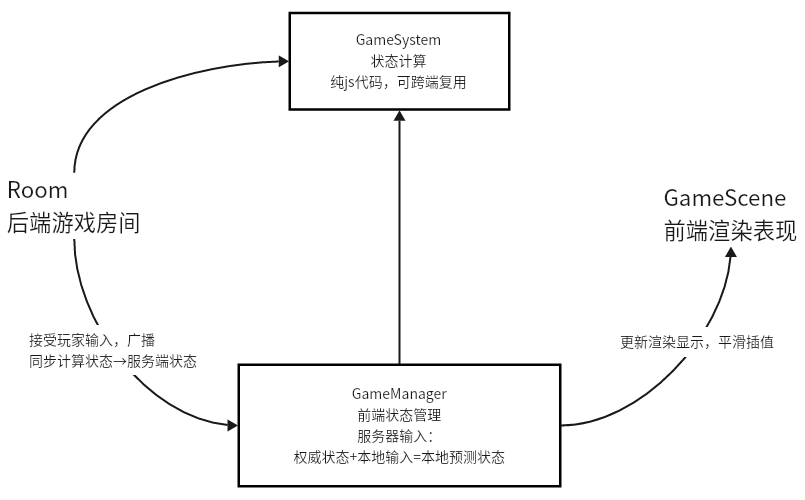 GameSystem
状态计算
纯js代码，可跨端复用
Room
后端游戏房间
GameScene
前端渲染表现
接受玩家输入，广播
同步计算状态→服务端状态
更新渲染显示，平滑插值
GameManager
前端状态管理
服务器输入：
权威状态+本地输入=本地预测状态